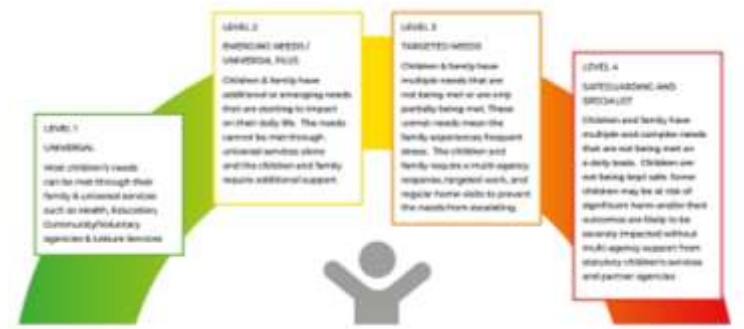 LEVEL 1
UNIVERSAL
Most children's needs
can be met through their
family & universal services
such as Health, Education,
Community/Voluntary
agencies & Leisure Services
LEVEL 2
EMERGING NEEDS /
UNIVERSAL PLUS
Children & family have
additional or emerging needs
that are starting to impact
on their daily life. The needs
cannot be met through
universal services alone
and the children and family
require additional support
LEVEL 3
TARGETED NEEDS
Children & family have
multiple needs that are
not being met or are only
partially being met. These
unmet needs mean the
family experiences frequent
stress. The children and
family require a multi-agency
response, targeted work, and
regular home visits to prevent
the needs from escalating.
LEVEL 4
SAFEGUARDING AND
SPECIALIST
Children and family have
multiple and complex needs
that are not being met on
a daily basis. Children are
not being kept safe. Some
children may be at risk of
significant harm and/or their
outcomes are likely to be
severely impacted without
multi-agency support from
statutory children's services
and partner agencies